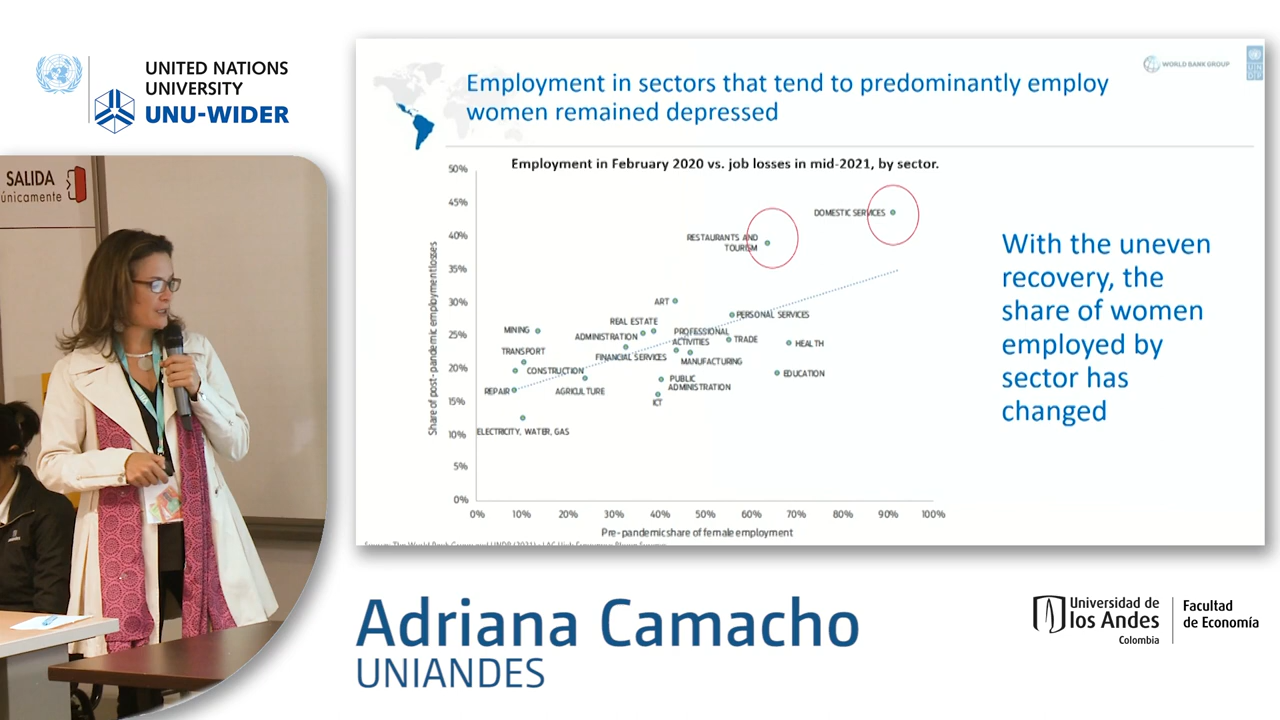 UNITED NATIONS
UNIVERSITY
UNU-WIDER
SALIDA
únicamente
WORLD BANK GROUP
UN
DP
Employment in sectors that tend to predominantly employ
women remained depressed
Employment in February 2020 vs. job losses in mid-2021, by sector.
50%
45%
40%
35%
30%
25%
20%
15%
10%
5%
0%
Share of post-pandemic employment losses
DOMESTIC SERVICES
RESTAURANTS AND
TOURISM
ART
PERSONAL SERVICES
REAL ESTATE
MINING
ADMINISTRATION
PROFESSIONAL
ACTIVITIES
TRADE
HEALTH
TRANSPORT
FINANCIAL SERVICES
MANUFACTURING
CONSTRUCTION
EDUCATION
REPAIR
AGRICULTURE
PUBLIC
ADMINISTRATION
ICT
ELECTRICITY, WATER, GAS
0% 10% 20% 30% 40% 50% 60% 70% 80% 90% 100%
Pre-pandemic share of female employment
With the uneven
recovery, the
share of women
employed by
sector has
changed
Adriana Camacho
UNIANDES
Universidad de
los Andes
Colombia
Facultad
de Economía